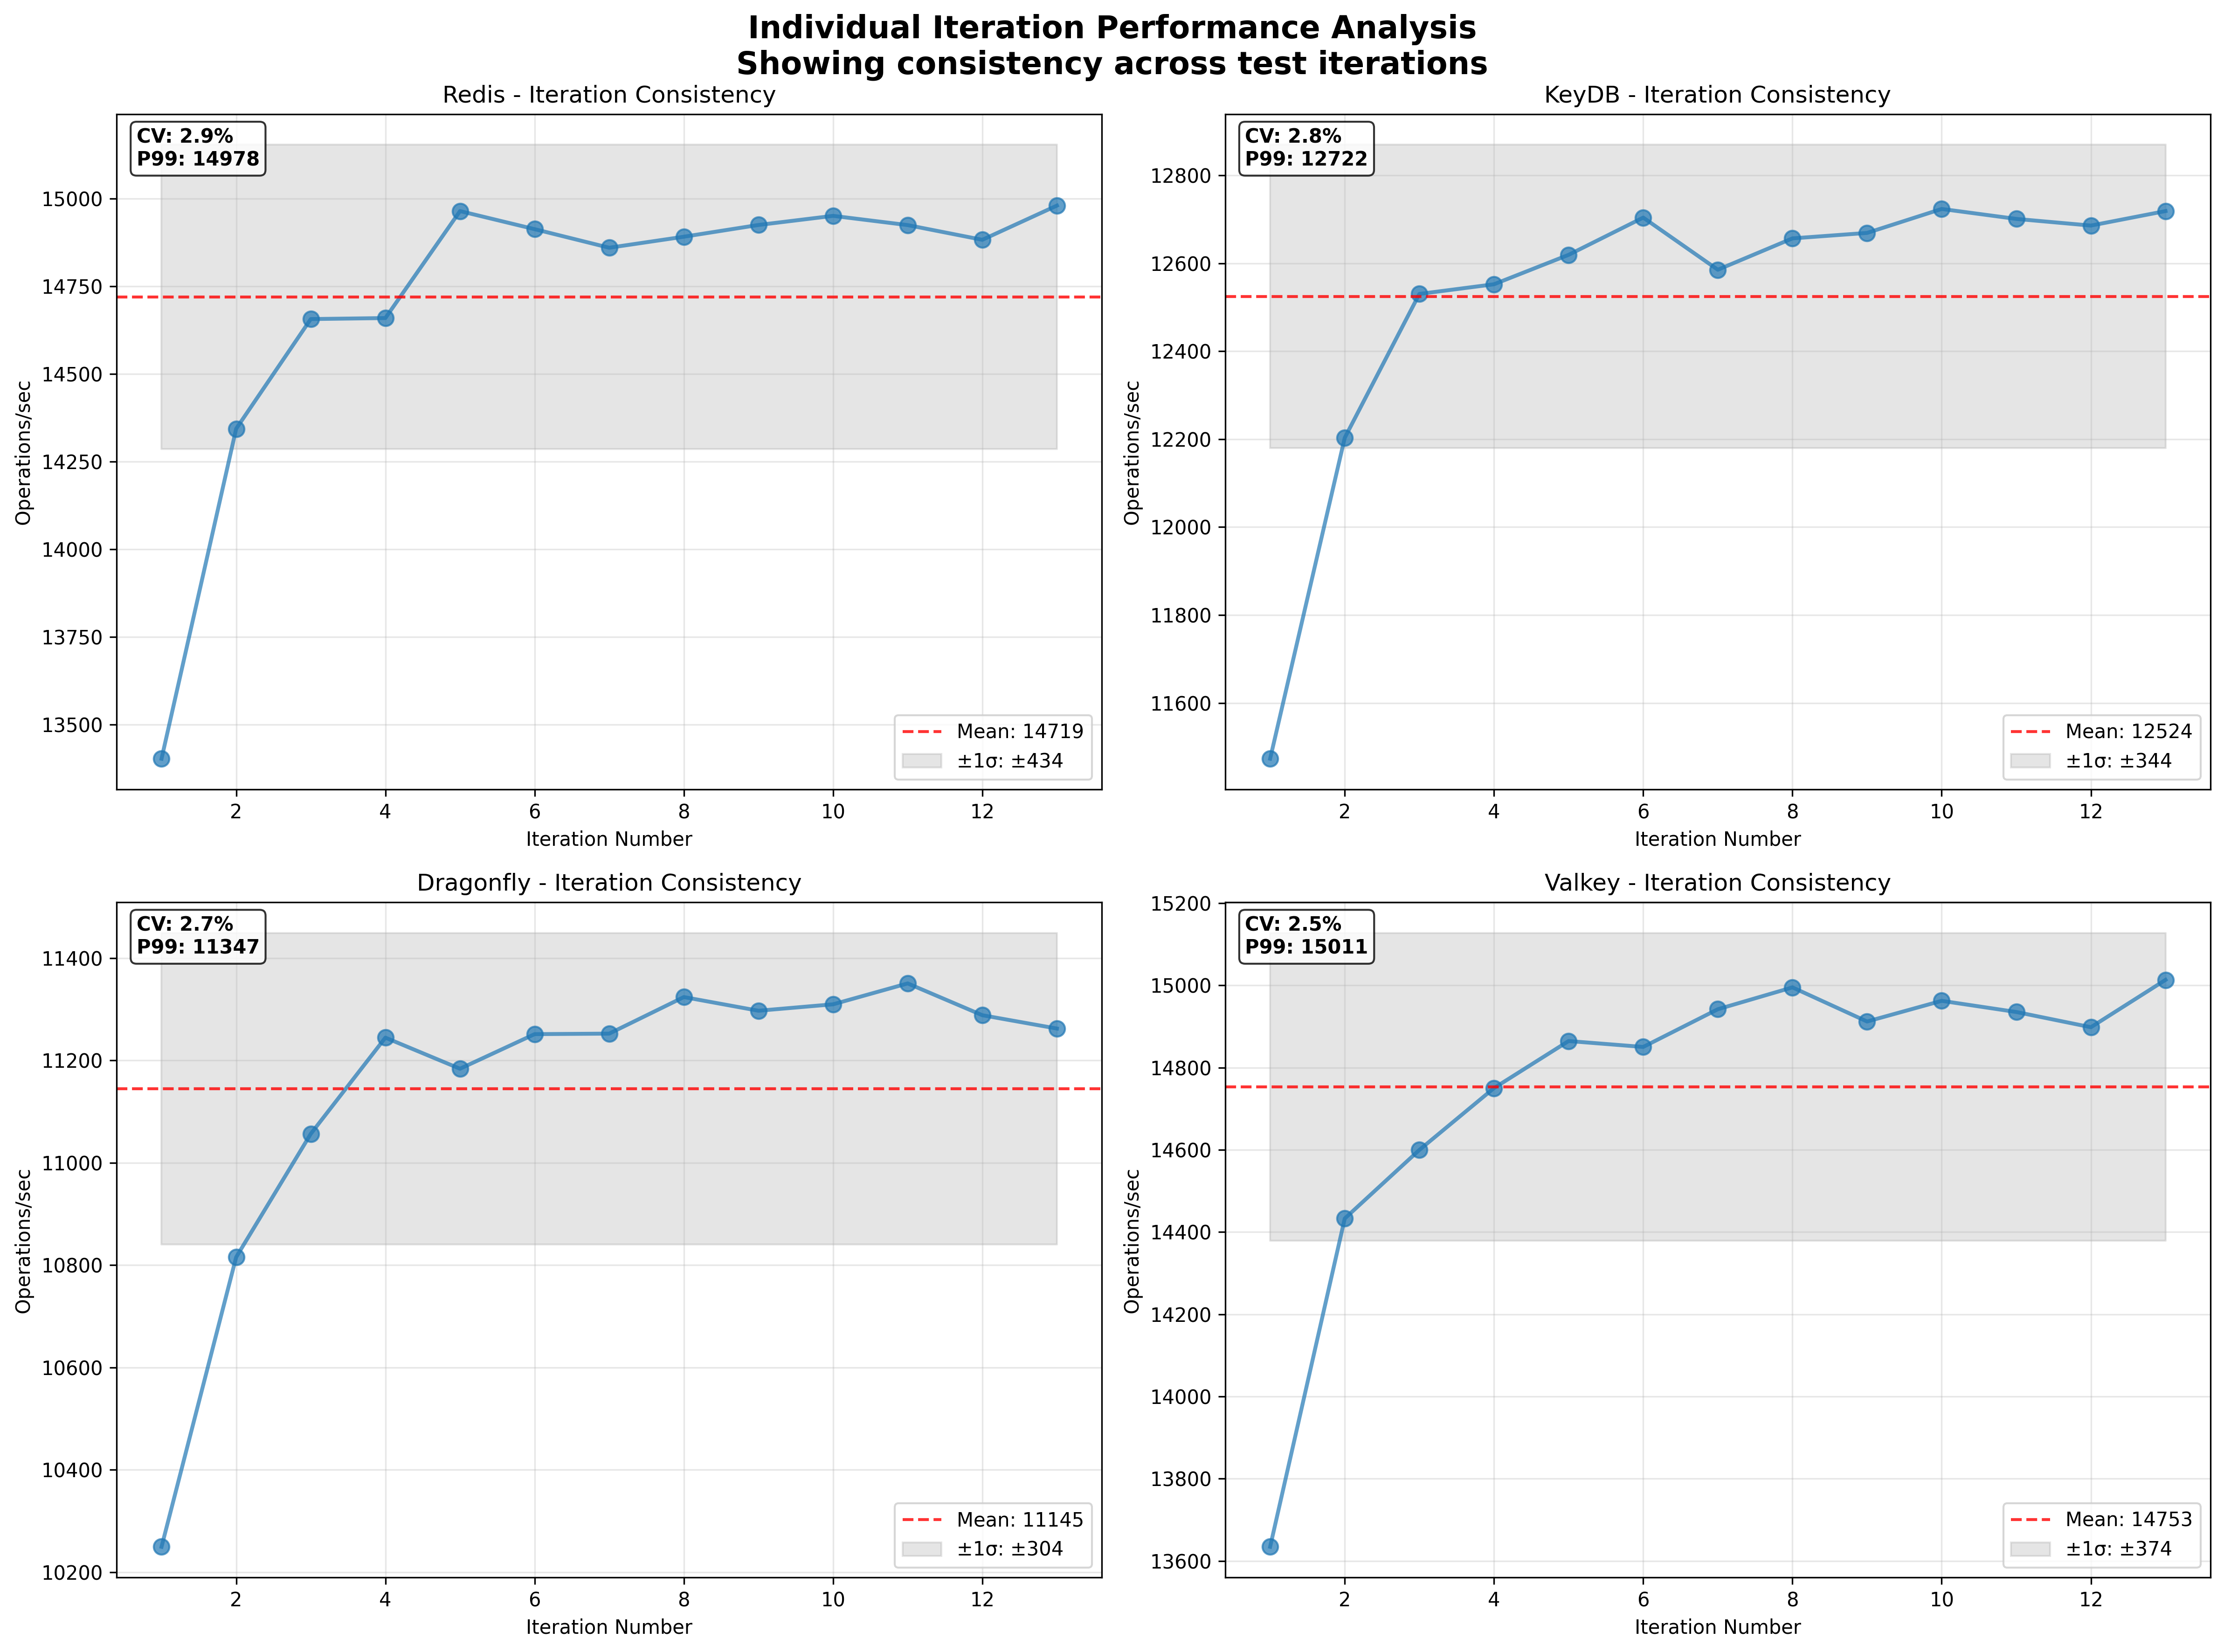 Individual Iteration Performance Analysis
Showing consistency across test iterations
Redis - Iteration Consistency
CV: 2.9%
P99: 14978
15000
14750
14500
14250
14000
13750
13500
Operations/sec
Mean: 14719
±1σ: ±434
2 4 6 8 10 12
Iteration Number
KeyDB - Iteration Consistency
CV: 2.8%
P99: 12722
12800
12600
12400
12200
12000
11800
11600
Operations/sec
Mean: 12524
±1σ: ±344
2 4 6 8 10 12
Iteration Number
Dragonfly - Iteration Consistency
CV: 2.7%
P99: 11347
11400
11200
11000
10800
10600
10400
10200
Operations/sec
Mean: 11145
±1σ: ±304
2 4 6 8 10 12
Iteration Number
Valkey - Iteration Consistency
CV: 2.5%
P99: 15011
15200
15000
14800
14600
14400
14200
14000
13800
13600
Operations/sec
Mean: 14753
±1σ: ±374
2 4 6 8 10 12
Iteration Number